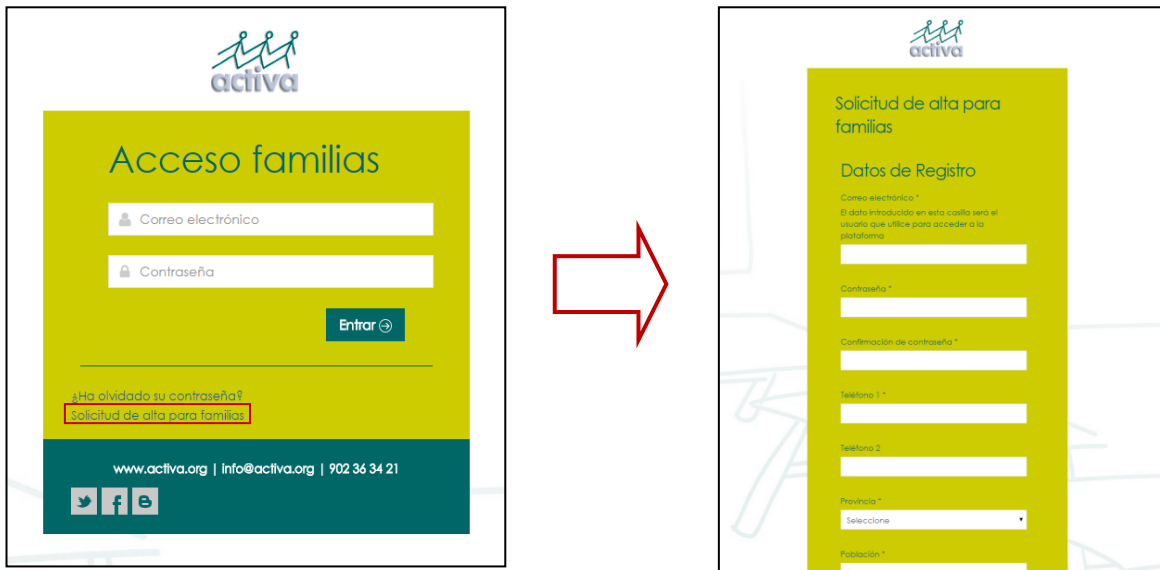 activa
Acceso familias
Correo electrónico
Contraseña
Entrar
¿Ha olvidado su contraseña?
Solicitud de alta para familias
www.activa.org | info@activa.org | 902 36 34 21
activa
Solicitud de alta para
familias
Datos de Registro
Correo electrónico *
El dato introducido en esta casilla será el
usuario que utilice para acceder a la
plataforma
Contraseña *
Confirmación de contraseña *
Teléfono 1 *
Teléfono 2
Provincia *
Seleccione
Población *